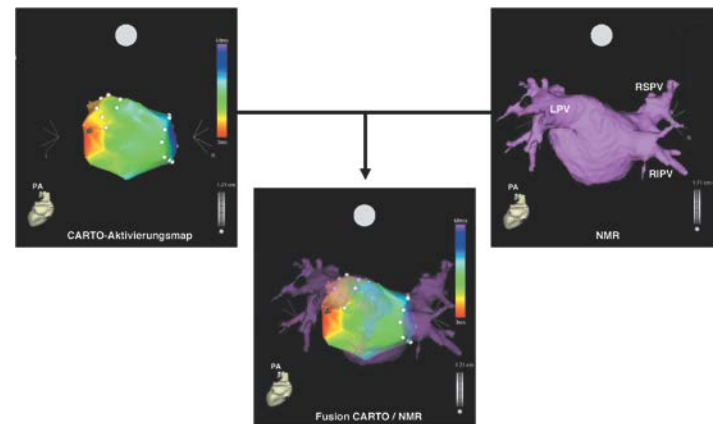 PA
CARTO-Aktivierungsmap
LPV
RSPV
RIPV
PA
NMR
PA
Fusion CARTO / NMR